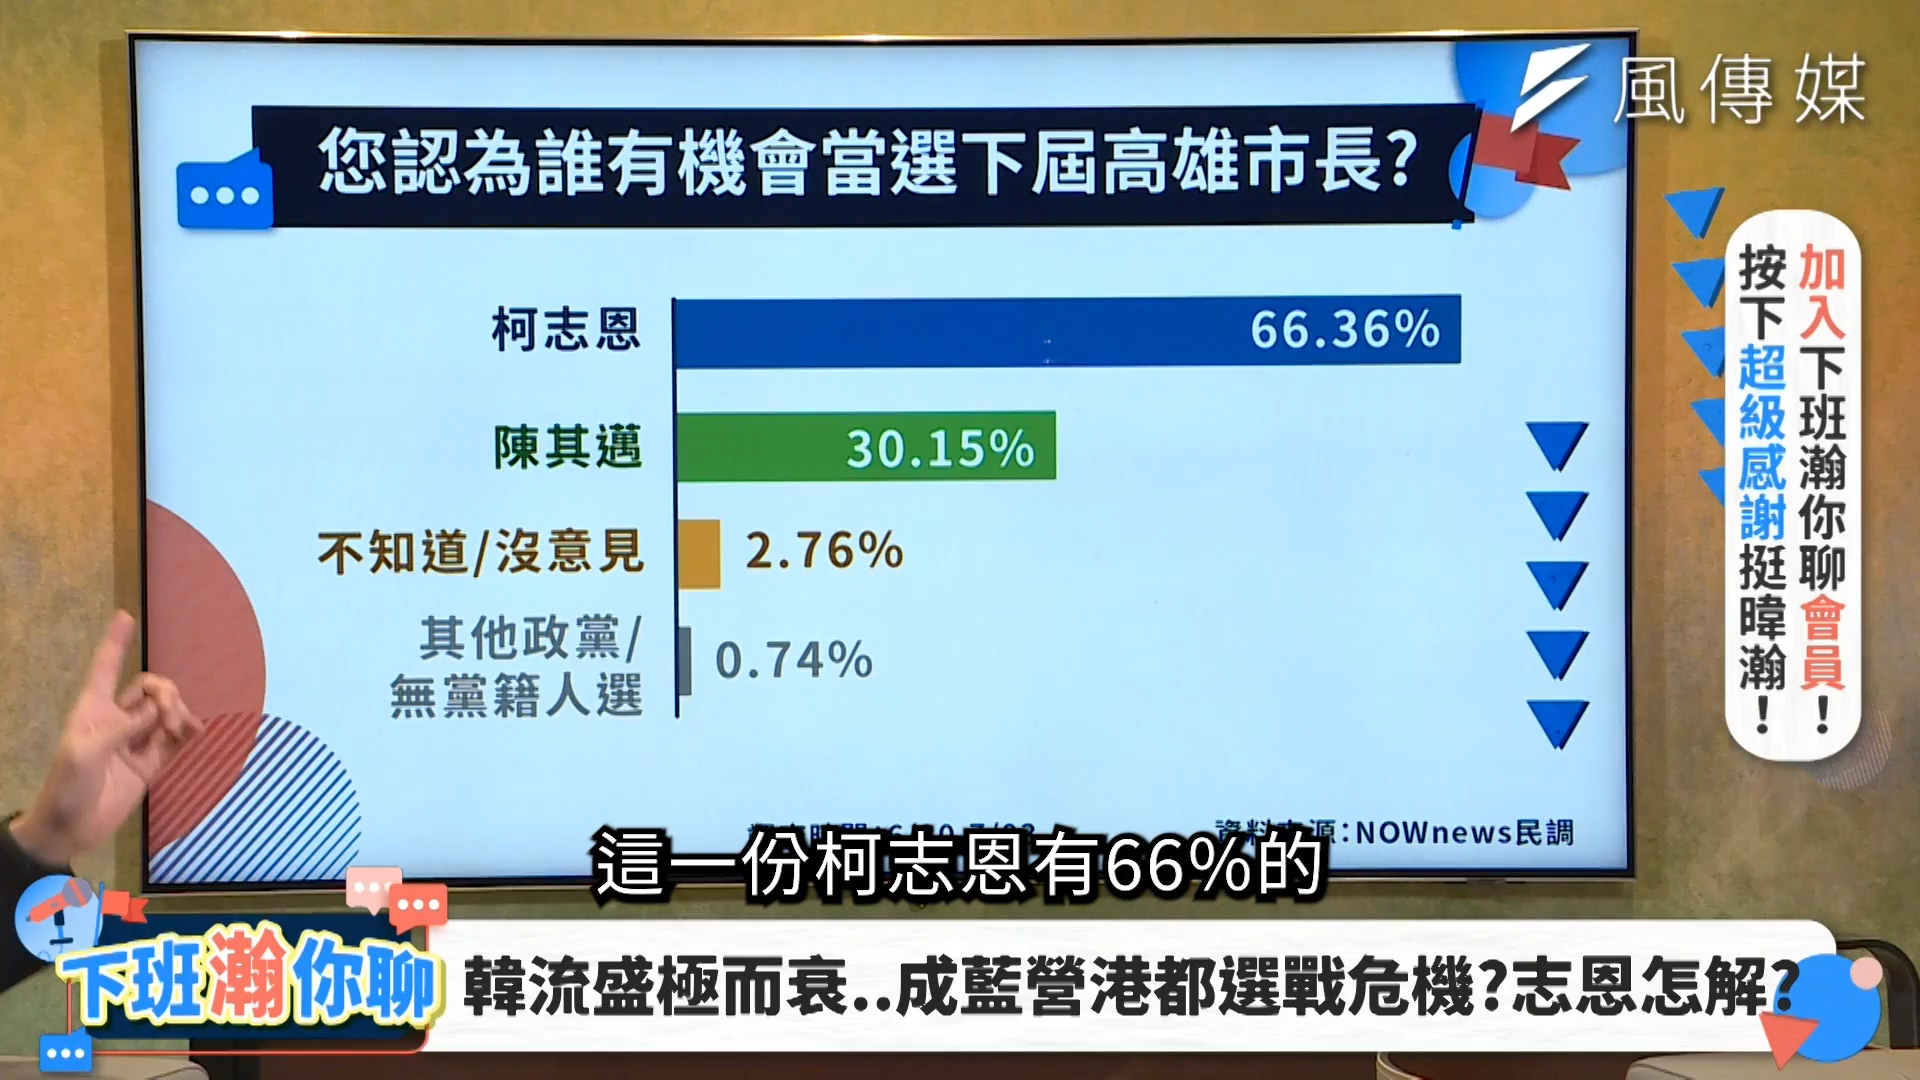 風傳媒
您認為誰有機會當選下屆高雄市長?
柯志恩
66.36%
陳其邁
30.15%
不知道/沒意見
2.76%
其他政黨/
無黨籍人選
0.74%
資料來源:NOWnews民調
加入下班瀚你聊會員!
按下超級感謝挺暐瀚!
這一份柯志恩有66%的
下班瀚你聊
韓流盛極而衰..成藍營港都選戰危機?志恩怎解?